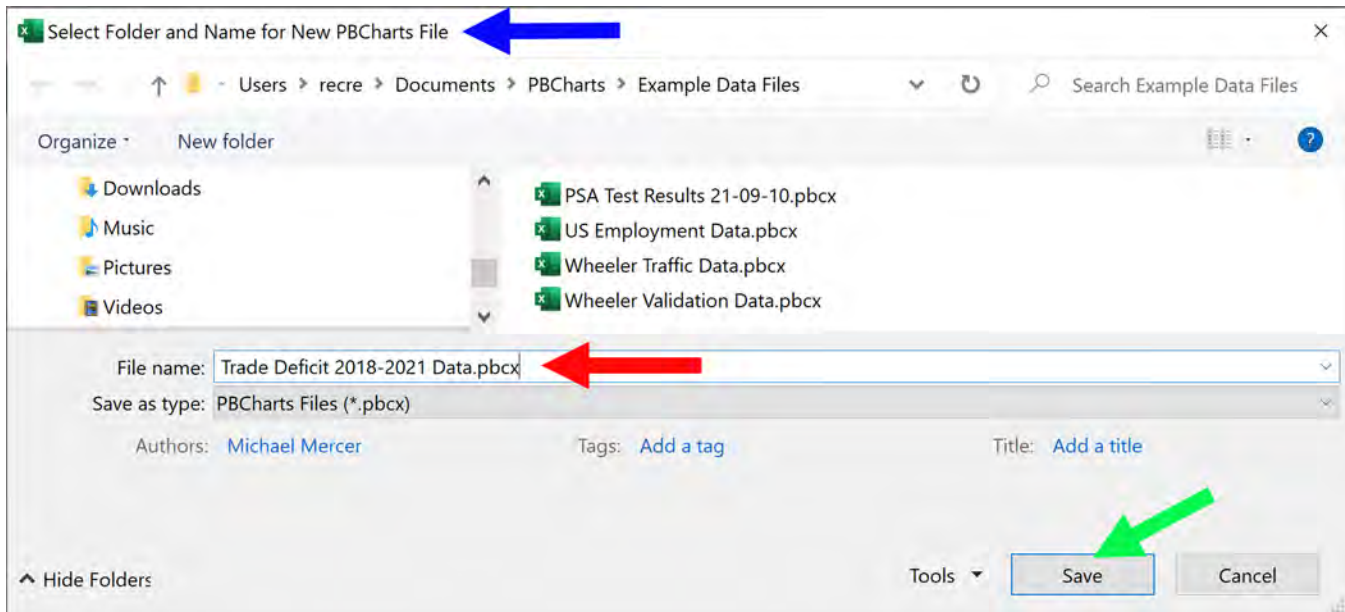 Select Folder and Name for New PBCharts File
Users > recre > Documents > PBCharts > Example Data Files
Search Example Data Files
Organize
New folder
?
Downloads
Music
Pictures
Videos
PSA Test Results 21-09-10.pbcx
US Employment Data.pbcx
Wheeler Traffic Data.pbcx
Wheeler Validation Data.pbcx
File name: Trade Deficit 2018-2021 Data.pbcx
Save as type: PBCharts Files (*.pbcx)
Authors: Michael Mercer
Tags: Add a tag
Title: Add a title
Hide Folders
Tools
Save
Cancel